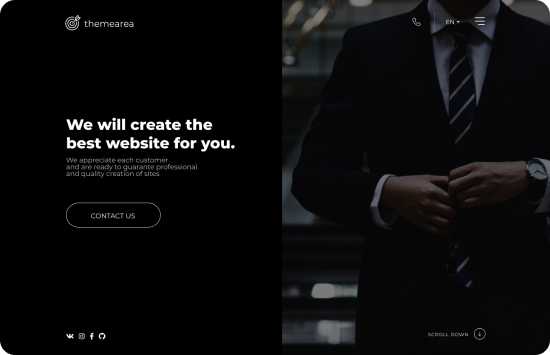 themearea
EN
We will create the
best website for you.
We appreciate each customer
and are ready to guarante professional
and quality creation of sites
CONTACT US
SCROLL DOWN